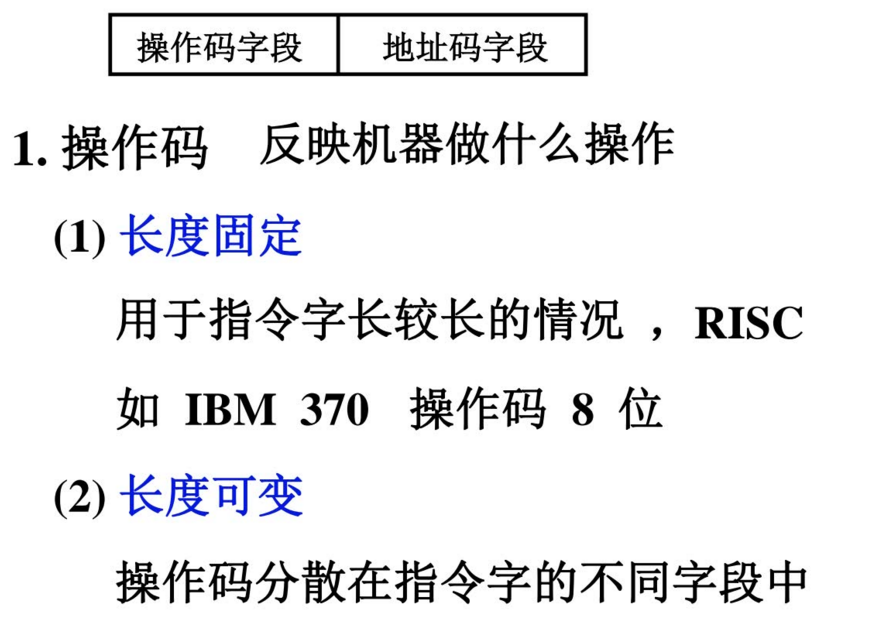 操作码字段 地址码字段
1. 操作码 反映机器做什么操作
(1) 长度固定
用于指令字长较长的情况 ，RISC
如 IBM 370 操作码 8 位
(2) 长度可变
操作码分散在指令字的不同字段中